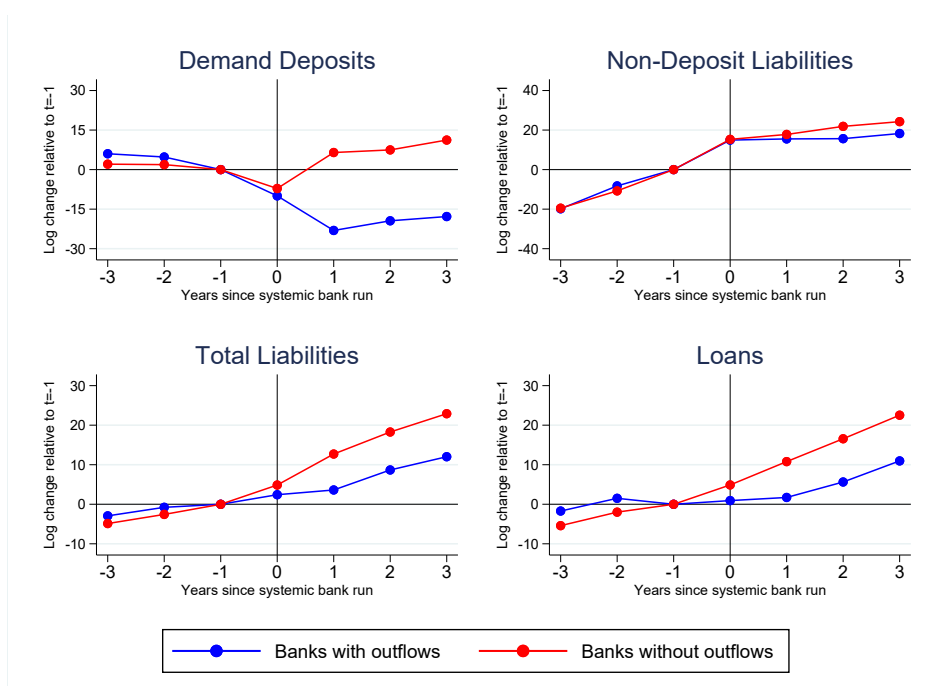 Demand Deposits
Log change relative to t=-1
30
15
0
-15
-30
-3 -2 -1 0 1 2 3
Years since systemic bank run
Non-Deposit Liabilities
Log change relative to t=-1
40
20
0
-20
-40
-3 -2 -1 0 1 2 3
Years since systemic bank run
Total Liabilities
Log change relative to t=-1
30
20
10
0
-10
-3 -2 -1 0 1 2 3
Years since systemic bank run
Loans
Log change relative to t=-1
30
20
10
0
-10
-3 -2 -1 0 1 2 3
Years since systemic bank run
Banks with outflows Banks without outflows